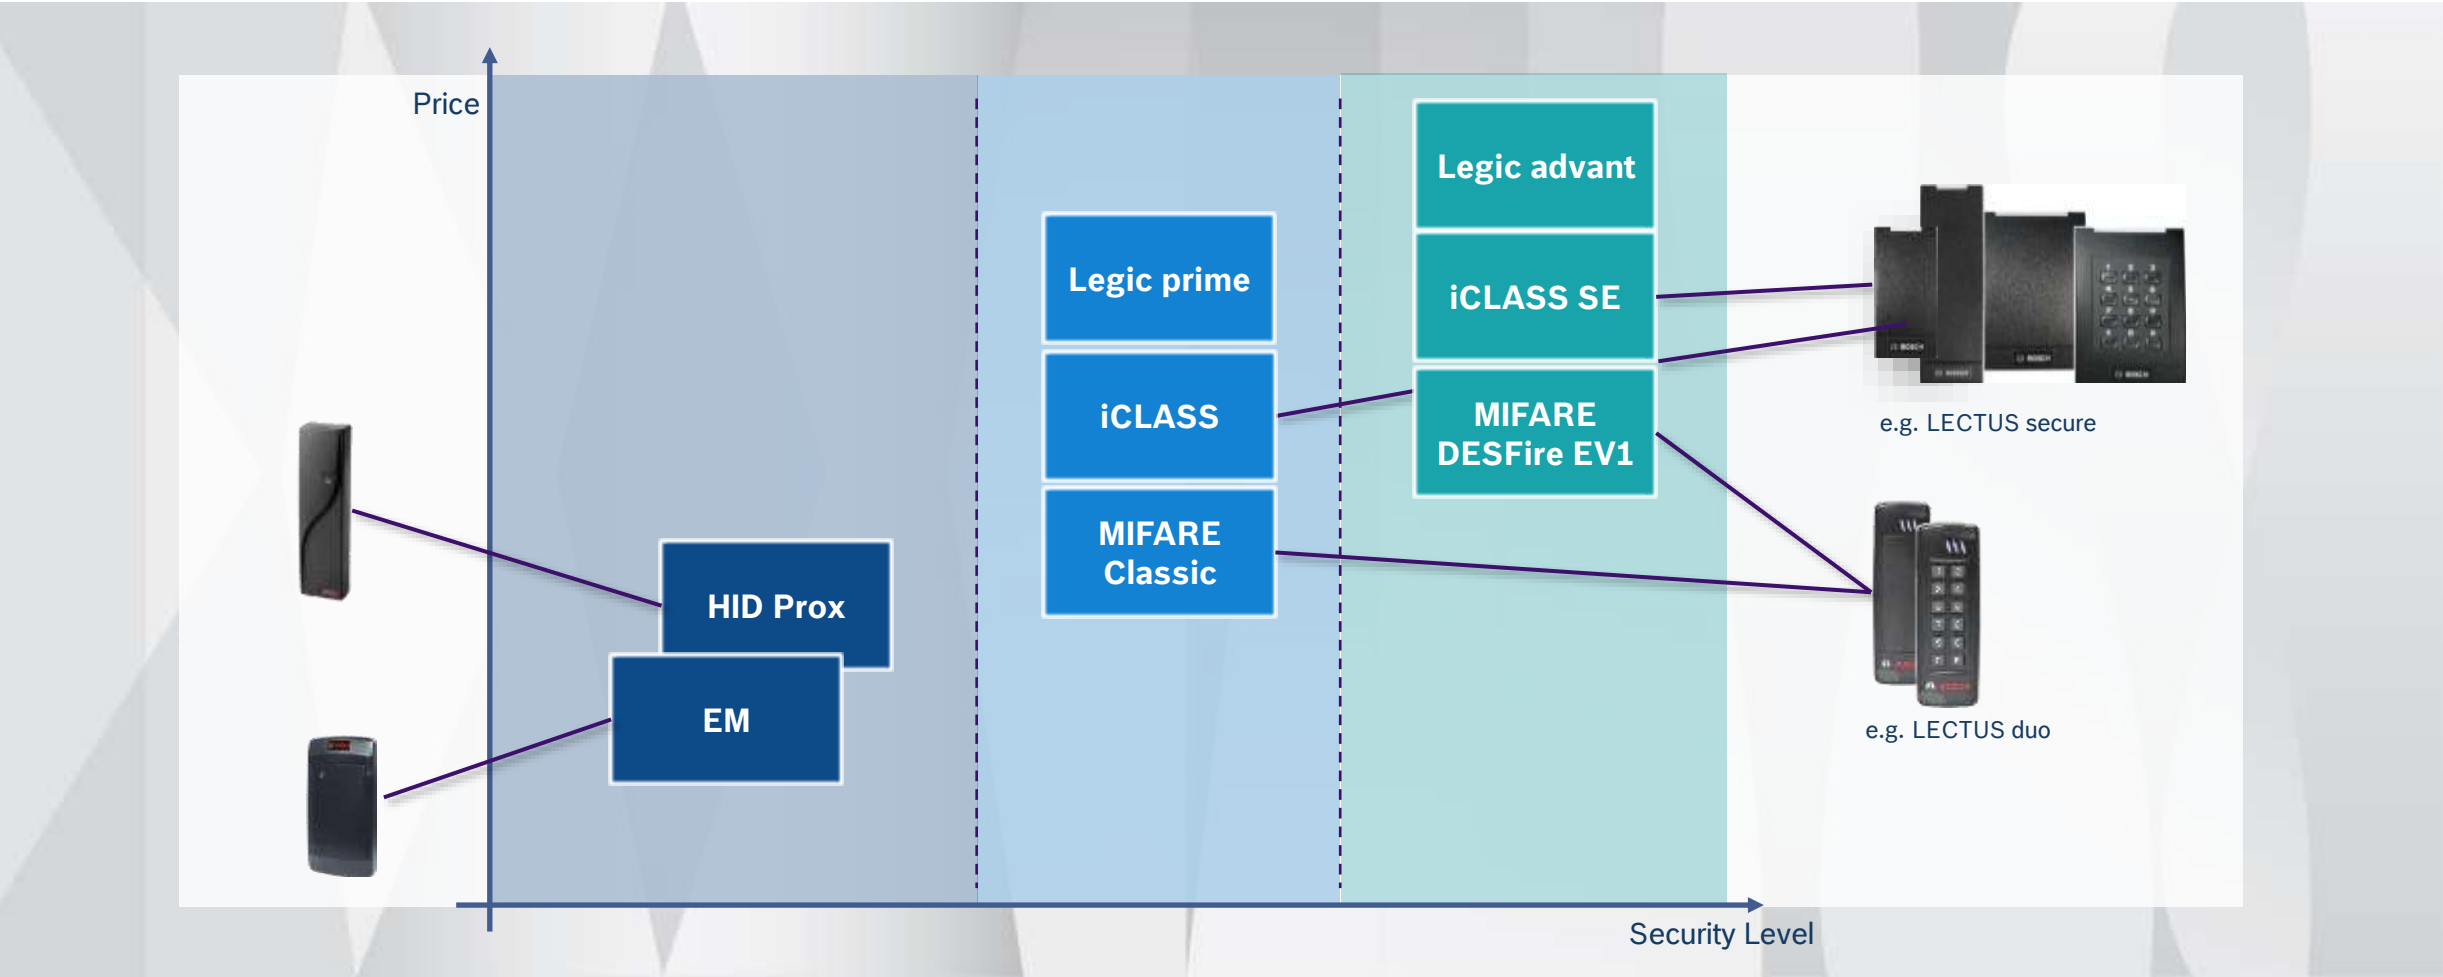 Price
Legic advant
Legic prime
iCLASS SE
iCLASS
MIFARE
DESFire EV1
MIFARE
Classic
HID Prox
EM
e.g. LECTUS secure
e.g. LECTUS duo
Security Level